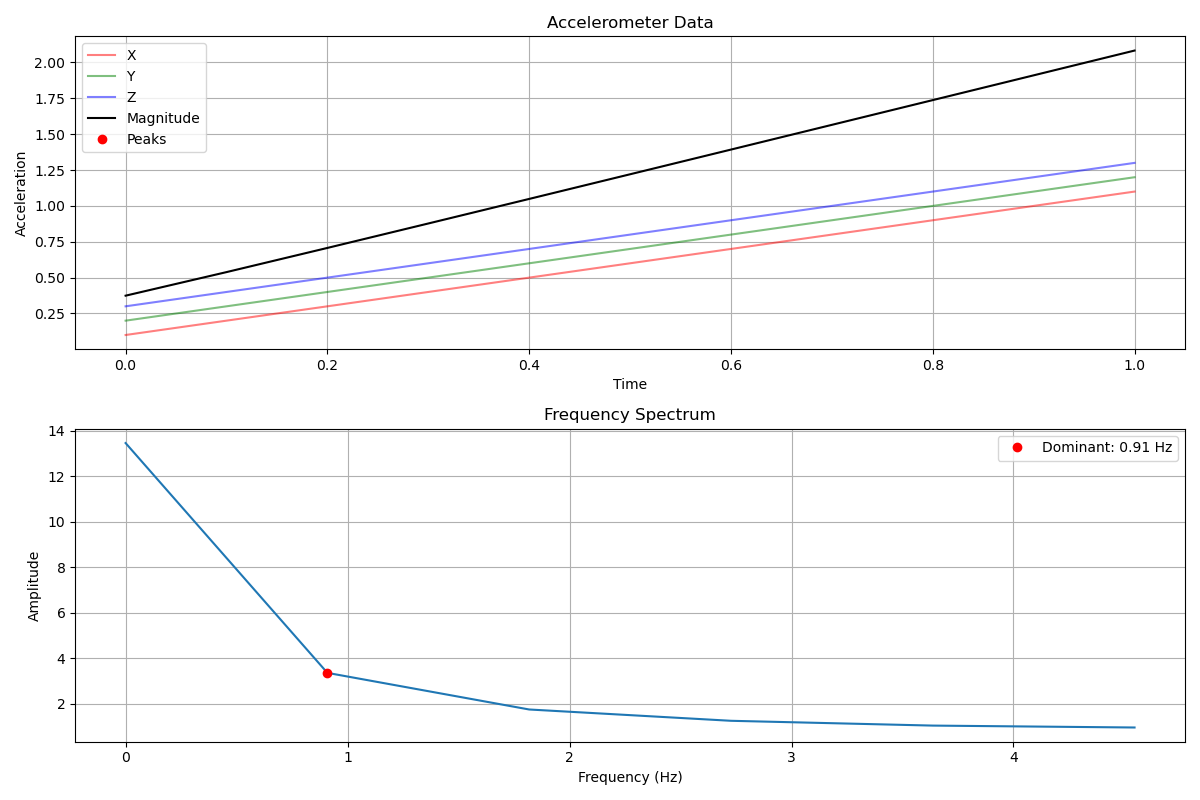 Accelerometer Data
X
Y
Z
Magnitude
Peaks
Acceleration
2.00
1.75
1.50
1.25
1.00
0.75
0.50
0.25
0.0 0.2 0.4 0.6 0.8 1.0
Time
Frequency Spectrum
Dominant: 0.91 Hz
Amplitude
14
12
10
8
6
4
2
0 1 2 3 4
Frequency (Hz)